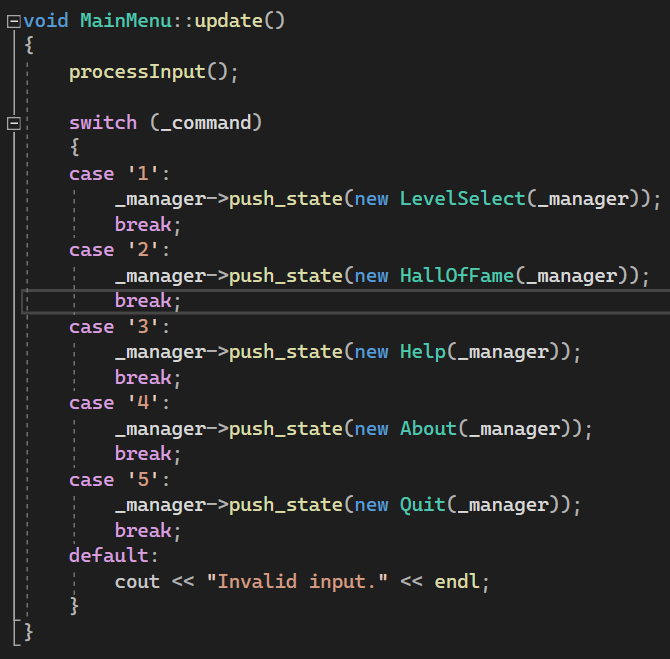 void MainMenu::update()
{
    processInput();

    switch (_command)
    {
    case '1':
        _manager->push_state(new LevelSelect(_manager));
        break;
    case '2':
        _manager->push_state(new HallOfFame(_manager));
        break;
    case '3':
        _manager->push_state(new Help(_manager));
        break;
    case '4':
        _manager->push_state(new About(_manager));
        break;
    case '5':
        _manager->push_state(new Quit(_manager));
        break;
    default:
        cout << "Invalid input." << endl;
    }
}